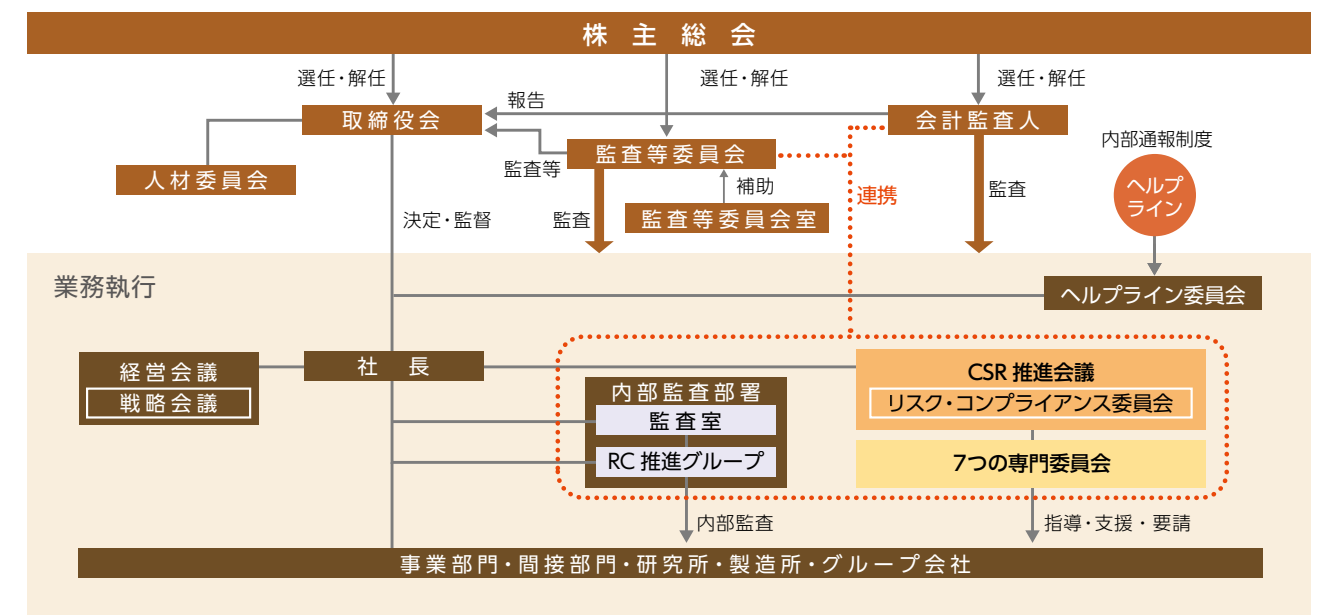 株主総会
選任・解任
選任・解任
選任・解任
取締役会
報告
会計監査人
監査等委員会
監査等
人材委員会
補助
連携
監査
内部通報制度
ヘルプ
ライン
決定・監督
監査
監査等委員会室
業務執行
ヘルプライン委員会
経営会議
戦略会議
社長
内部監査部署
監査室
RC 推進グループ
CSR 推進会議
リスク・コンプライアンス委員会
7つの専門委員会
内部監査
指導・支援・要請
事業部門・間接部門・研究所・製造所・グループ会社